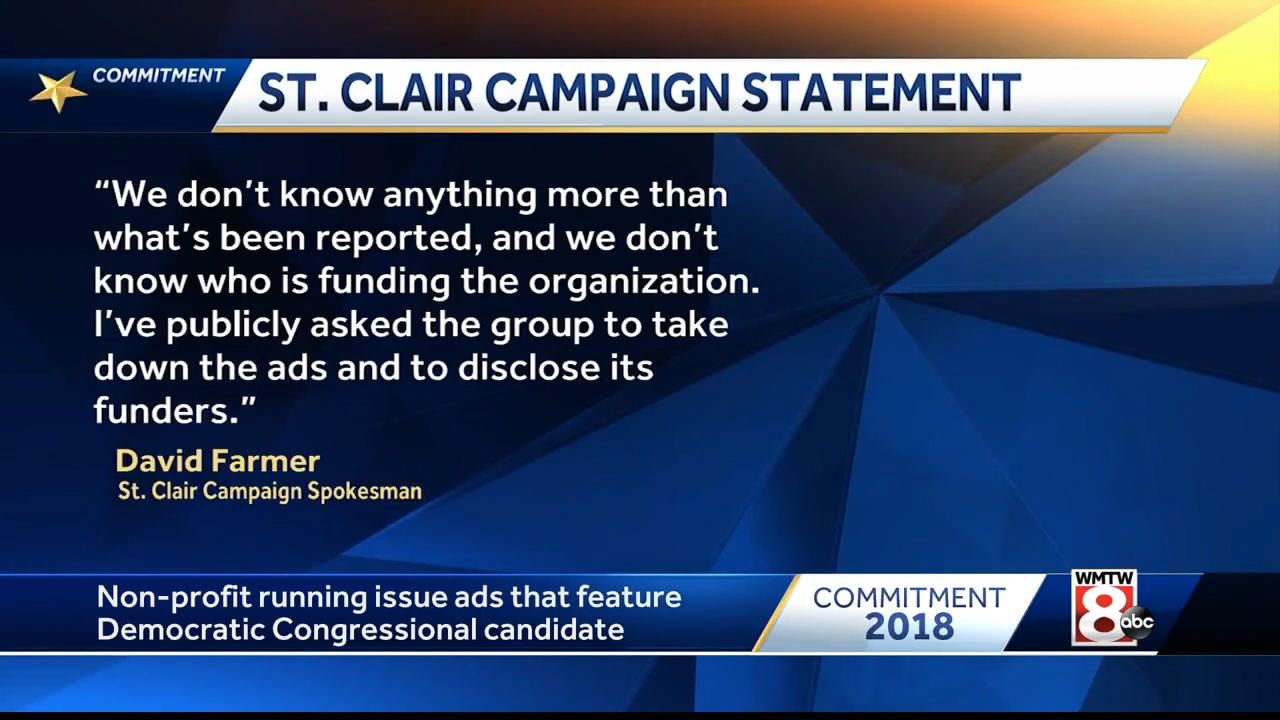 COMMITMENT
ST. CLAIR CAMPAIGN STATEMENT
“We don’t know anything more than
what’s been reported, and we don’t
know who is funding the organization.
I’ve publicly asked the group to take
down the ads and to disclose its
funders.”
David Farmer
St. Clair Campaign Spokesman
Non-profit running issue ads that feature
Democratic Congressional candidate
COMMITMENT
2018
WMTW
8
abc